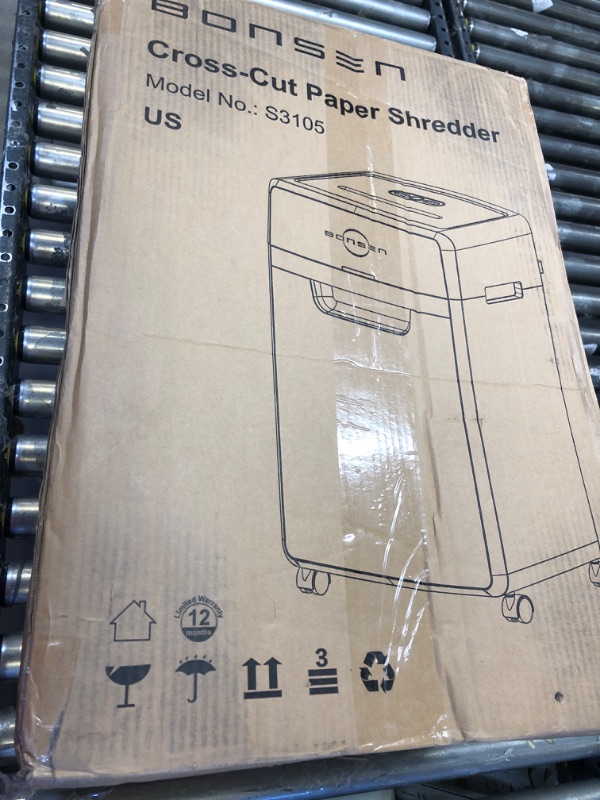 BONSEN
Cross-Cut Paper Shredder
Model No.: S3105
US
BONSEN
Limited Warranty
12
months
3